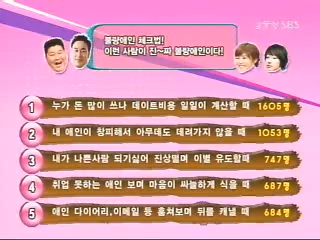 SBS
불량애인 체크법!
이런 사람이 진~짜 불량애인이다!
1 누가 돈 많이 쓰나 데이트비용 일일이 계산할 때 1605명
2 내 애인이 창피해서 아무데도 데려가지 않을 때 1053명
3 내가 나쁜사람 되기싫어 진상떨며 이별 유도할때 747명
4 취업 못하는 애인 보며 마음이 싸늘하게 식을 때 687명
5 애인 다이어리,이메일 등 훔쳐보며 뒤를 캐낼 때 684명